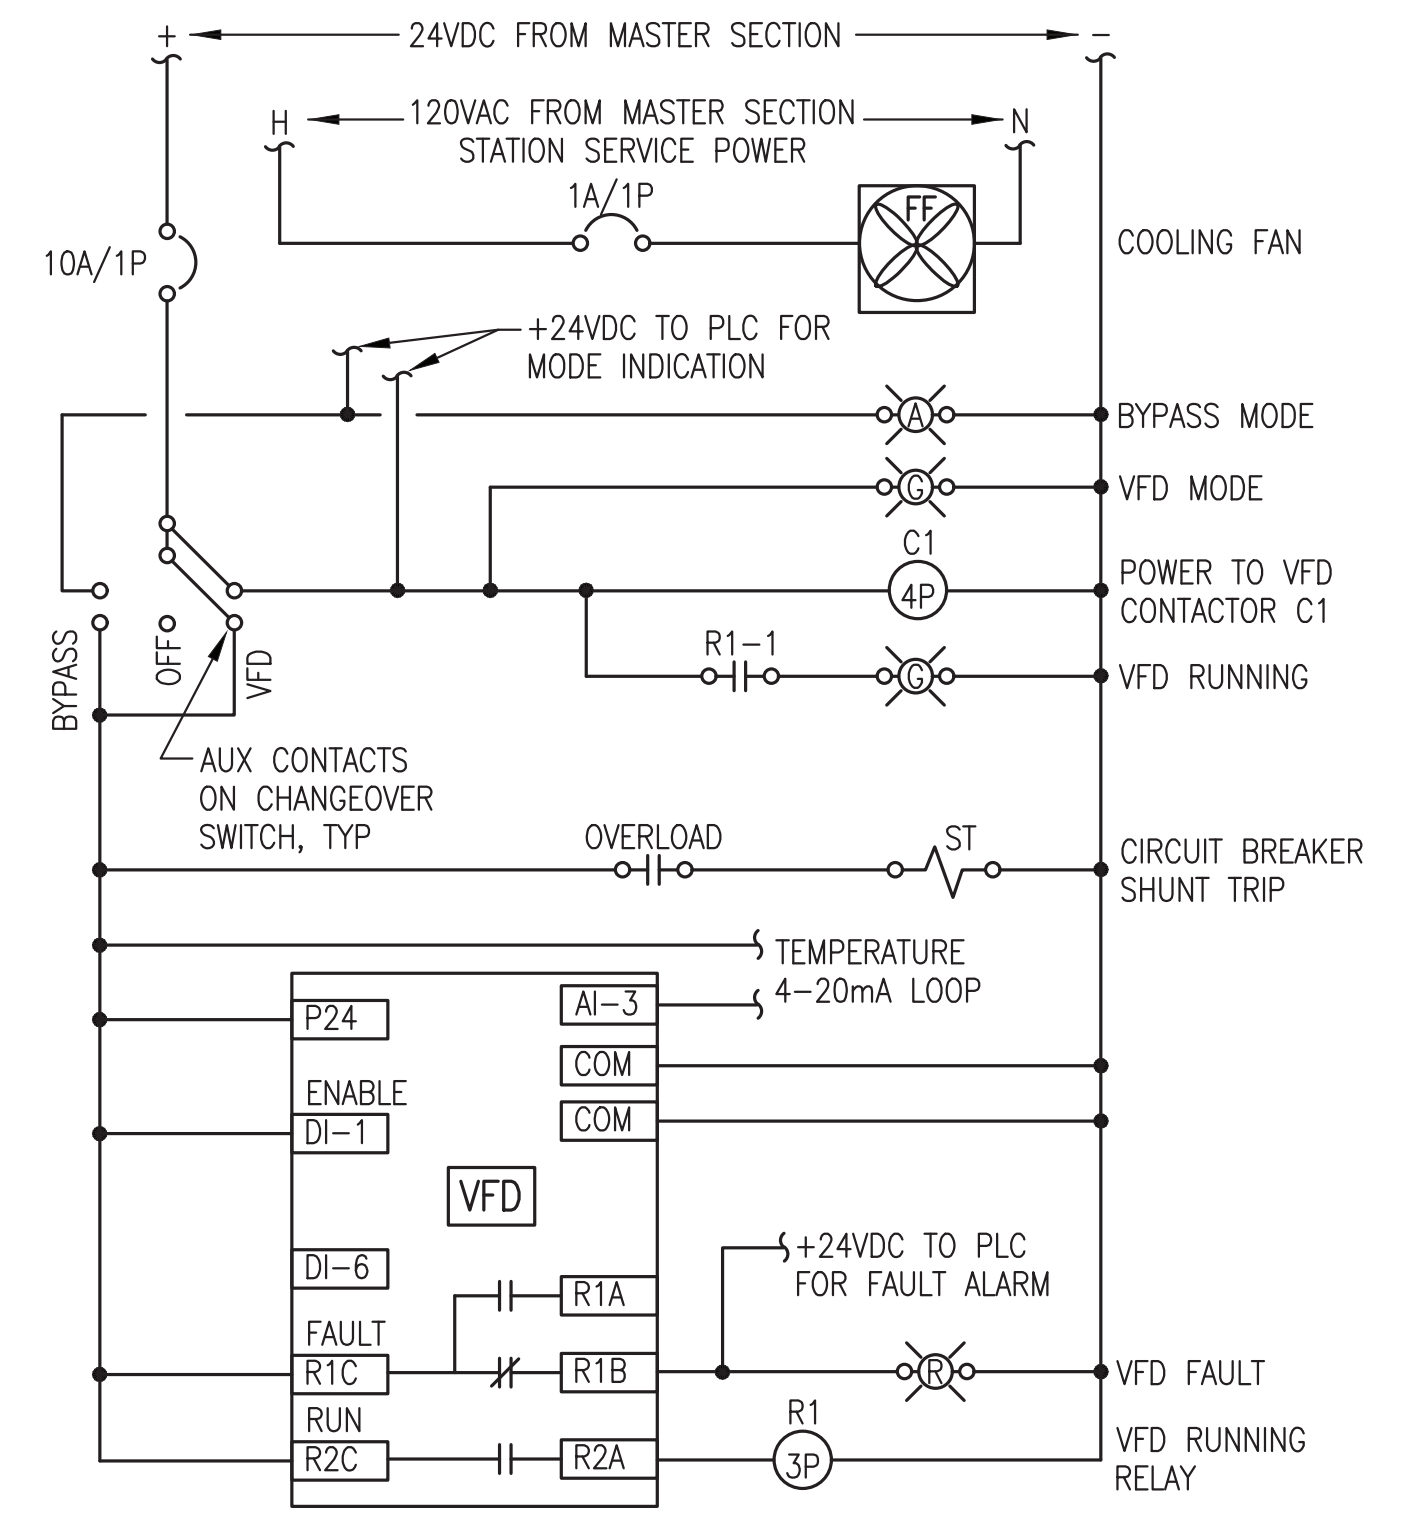 + 24VDC FROM MASTER SECTION -
H 120VAC FROM MASTER SECTION N
STATION SERVICE POWER
1A/1P
FF
10A/1P
COOLING FAN
+24VDC TO PLC FOR
MODE INDICATION
A BYPASS MODE
G VFD MODE
C1
4P
POWER TO VFD
CONTACTOR C1
BYPASS
OFF
VFD
R1-1
G VFD RUNNING
AUX CONTACTS
ON CHANGEOVER
SWITCH, TYP
OVERLOAD
ST
CIRCUIT BREAKER
SHUNT TRIP
TEMPERATURE
4-20mA LOOP
P24
AI-3
COM
ENABLE
DI-1
COM
VFD
DI-6
+24VDC TO PLC
FOR FAULT ALARM
R1A
FAULT
R1C
R1B
R VFD FAULT
RUN
R2C
R2A
R1
3P
VFD RUNNING
RELAY